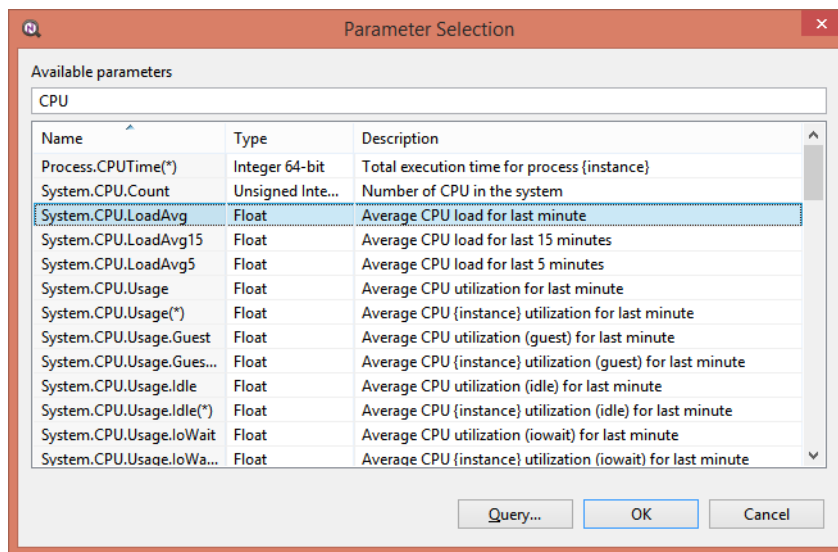 Parameter Selection
Available parameters
CPU
Name Type Description
Process.CPUTime(*) Integer 64-bit Total execution time for process {instance}
System.CPU.Count Unsigned Inte... Number of CPU in the system
System.CPU.LoadAvg Float Average CPU load for last minute
System.CPU.LoadAvg15 Float Average CPU load for last 15 minutes
System.CPU.LoadAvg5 Float Average CPU load for last 5 minutes
System.CPU.Usage Float Average CPU utilization for last minute
System.CPU.Usage(*) Float Average CPU {instance} utilization for last minute
System.CPU.Usage.Guest Float Average CPU utilization (guest) for last minute
System.CPU.Usage.Gues... Float Average CPU {instance} utilization (guest) for last minute
System.CPU.Usage.Idle Float Average CPU utilization (idle) for last minute
System.CPU.Usage.Idle(*) Float Average CPU {instance} utilization (idle) for last minute
System.CPU.Usage.IoWait Float Average CPU utilization (iowait) for last minute
System.CPU.Usage.IoWa... Float Average CPU {instance} utilization (iowait) for last minute
Query... OK Cancel